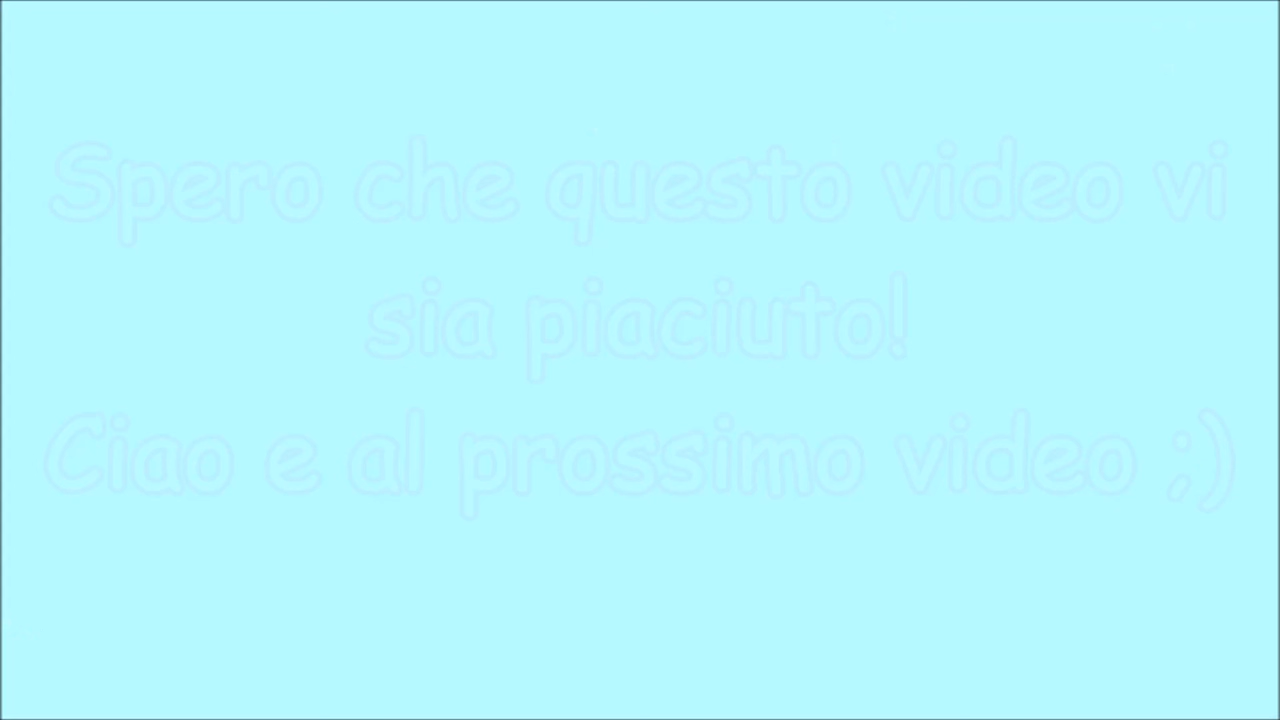 Spero che questo video vi
sia piaciuto!
Ciao e al prossimo video ;)